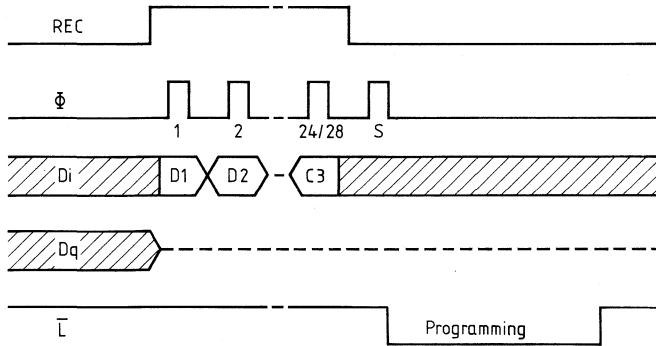 REC
Φ
1 2 24/28 S
Di D1 D2 C3
Dq
L̅ Programming